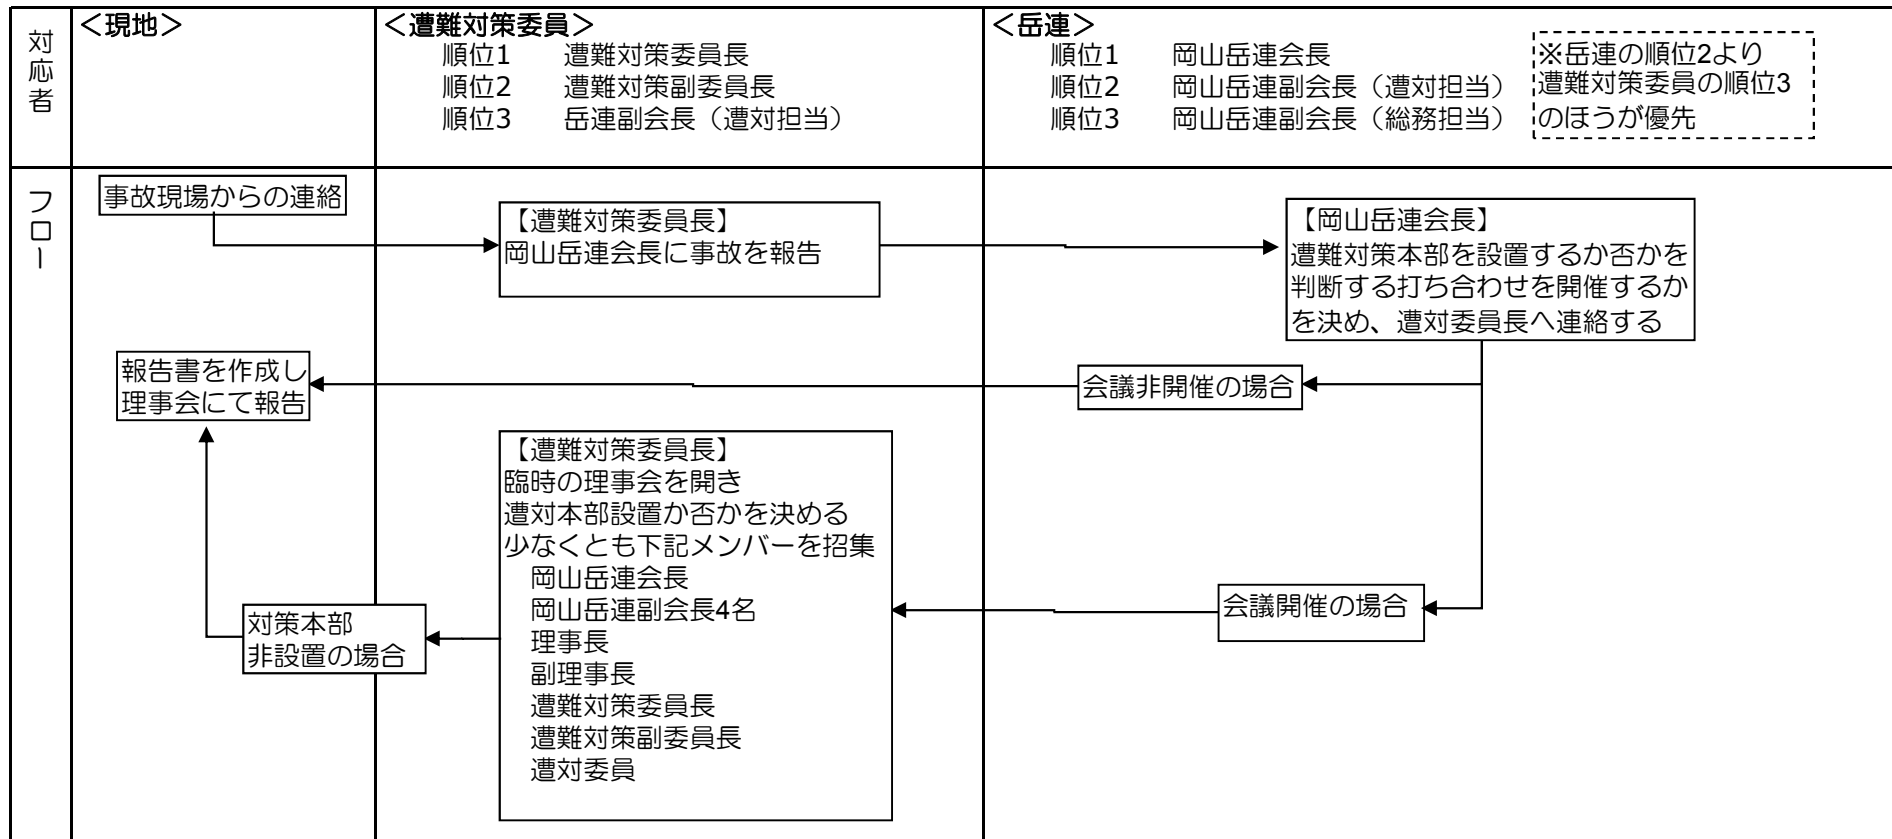 対応者
＜現地＞
＜遭難対策委員＞
順位1 遭難対策委員長
順位2 遭難対策副委員長
順位3 岳連副会長（遭対担当）
＜岳連＞
順位1 岡山岳連会長
順位2 岡山岳連副会長（遭対担当）
順位3 岡山岳連副会長（総務担当）
※岳連の順位2より
遭難対策委員の順位3
のほうが優先
フロー
事故現場からの連絡
【遭難対策委員長】
岡山岳連会長に事故を報告
【岡山岳連会長】
遭難対策本部を設置するか否かを
判断する打ち合わせを開催するか
を決め、遭対委員長へ連絡する
報告書を作成し
理事会にて報告
会議非開催の場合
【遭難対策委員長】
臨時の理事会を開き
遭対本部設置か否かを決める
少なくとも下記メンバーを招集
岡山岳連会長
岡山岳連副会長4名
理事長
副理事長
遭難対策委員長
遭難対策副委員長
遭対委員
会議開催の場合
対策本部
非設置の場合